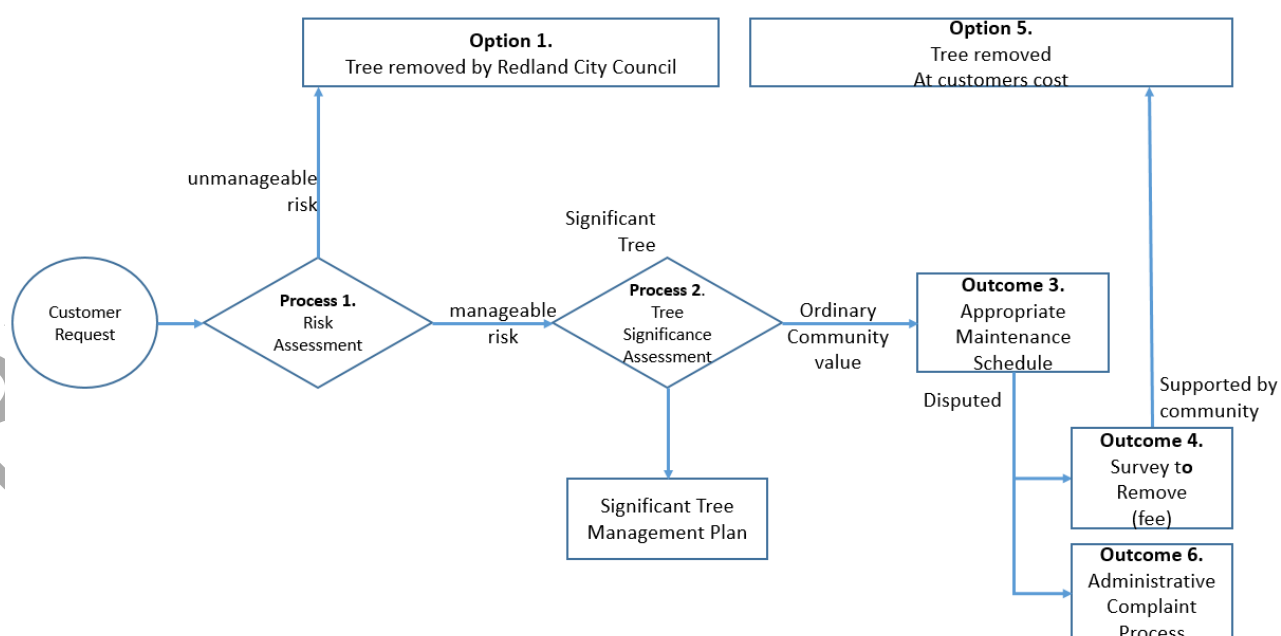 Option 1.
Tree removed by Redland City Council
Option 5.
Tree removed
At customers cost
unmanageable
risk
Significant
Tree
Customer
Request
Process 1.
Risk
Assessment
manageable
risk
Process 2.
Tree
Significance
Assessment
Ordinary
Community
value
Outcome 3.
Appropriate
Maintenance
Schedule
Disputed
Supported by
community
Outcome 4.
Survey to
Remove
(fee)
Significant Tree
Management Plan
Outcome 6.
Administrative
Complaint
Process